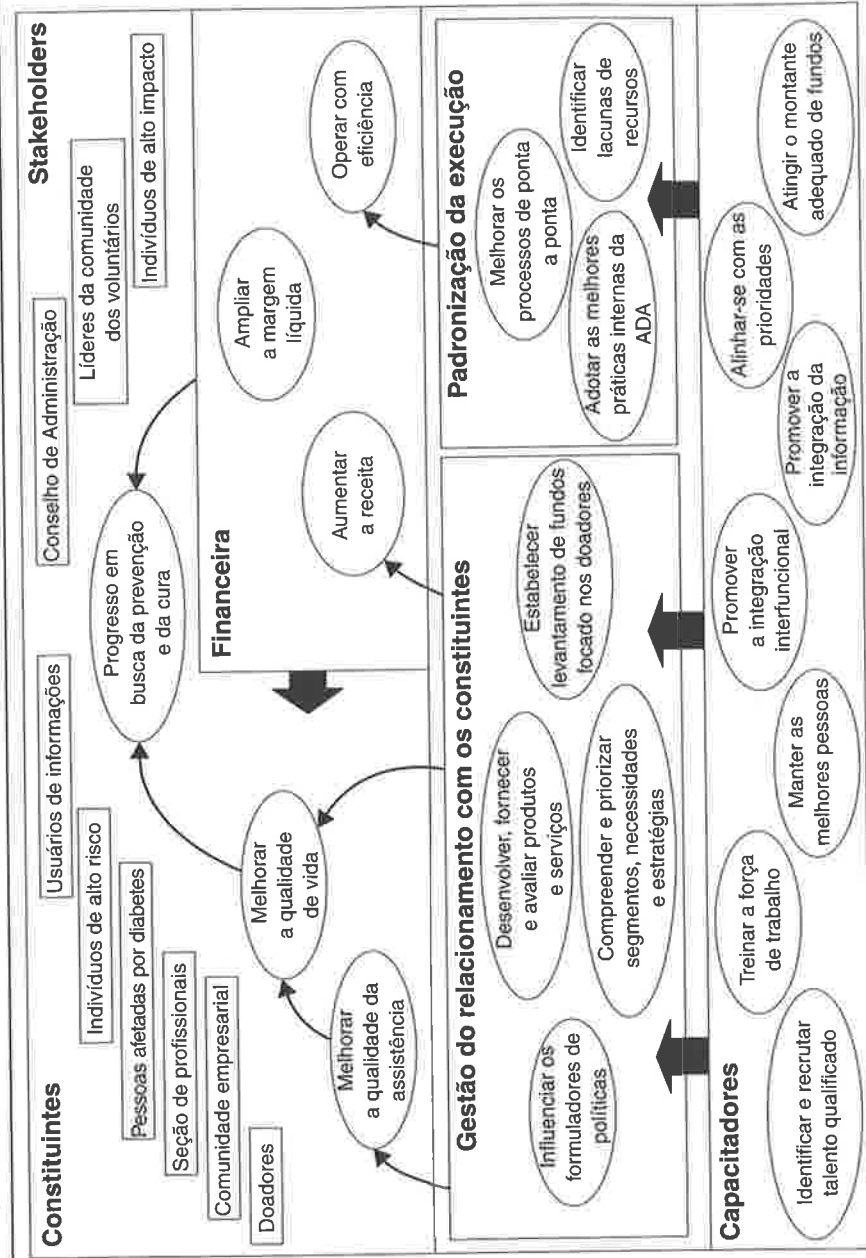 Constituintes
Usuários de informações
Indivíduos de alto risco
Pessoas afetadas por diabetes
Seção de profissionais
Comunidade empresarial
Doadores
Stakeholders
Conselho de Administração
Líderes da comunidade
dos voluntários
Indivíduos de alto impacto
Progresso em
busca da prevenção
e da cura
Melhorar
a qualidade
de vida
Melhorar
a qualidade da
assistência
Financeira
Aumentar
a receita
Ampliar
a margem
líquida
Operar com
eficiência
Gestão do relacionamento com os constituintes
Influenciar os
formuladores de
políticas
Desenvolver, fornecer
e avaliar produtos
e serviços
Compreender e priorizar
segmentos, necessidades
e estratégias
Estabelecer
levantamento de fundos
focado nos doadores
Padronização da execução
Adotar as melhores
práticas internas da
ADA
Melhorar os
processos de ponta
a ponta
Identificar
lacunas de
recursos
Capacitadores
Identificar e recrutar
talento qualificado
Treinar a força
de trabalho
Manter as
melhores pessoas
Promover
a integração
interfuncional
Promover a
integração da
informação
Alinhar-se com as
prioridades
Atingir o montante
adequado de fundos